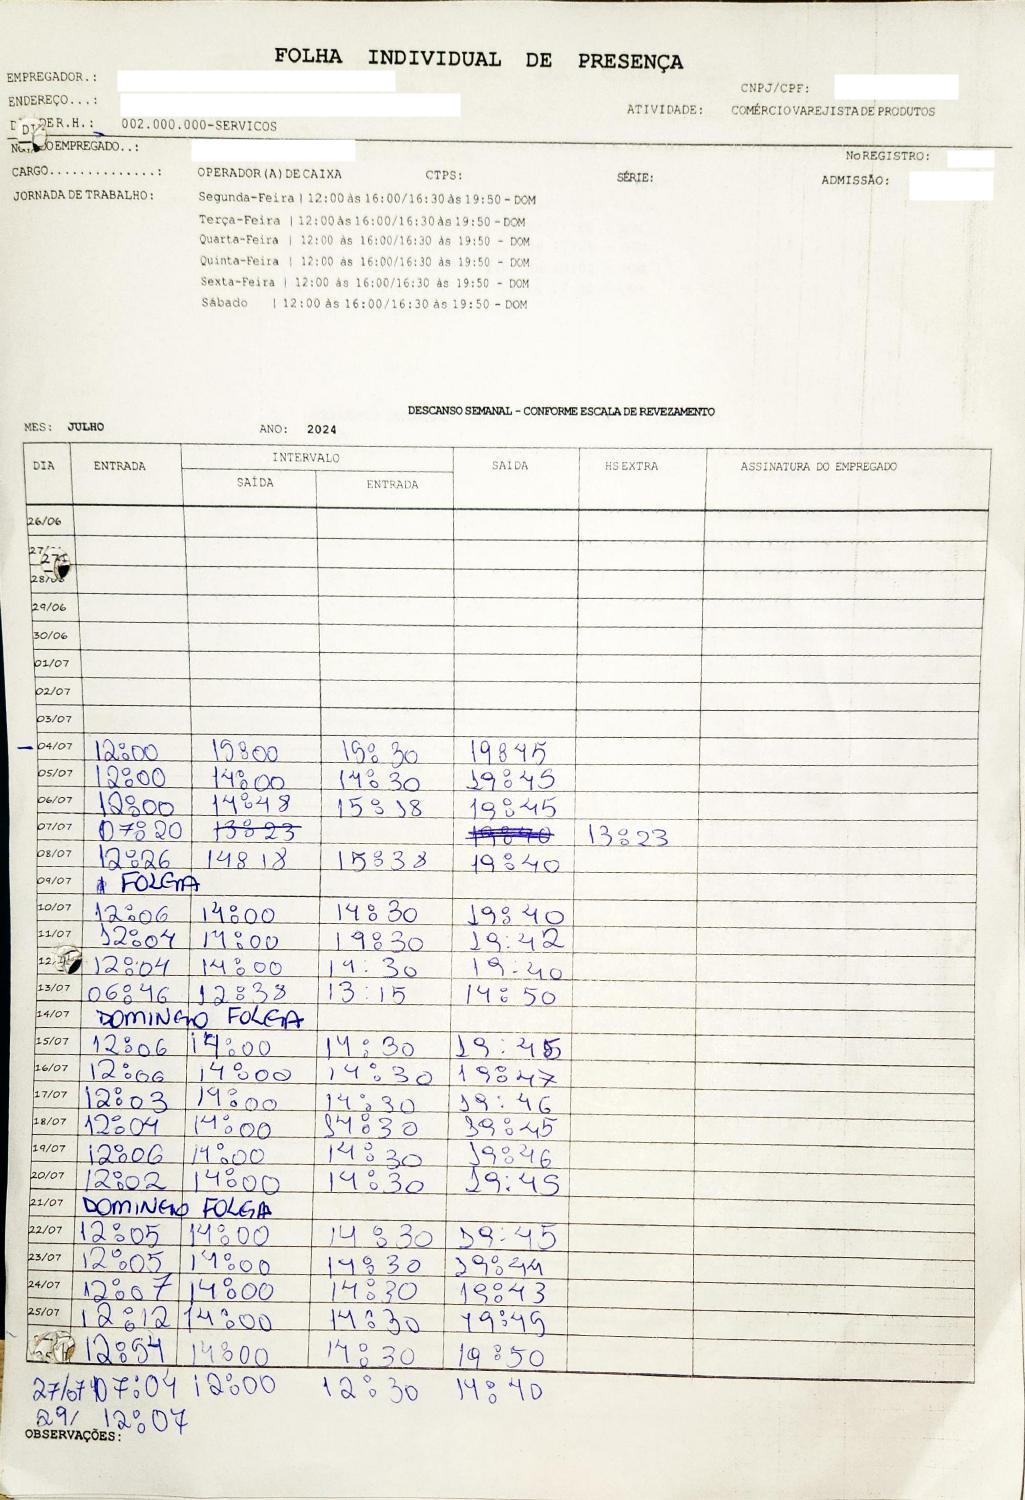 FOLHA INDIVIDUAL DE PRESENÇA
EMPREGADOR.:
CNPJ/CPF:
ENDEREÇO...:
ATIVIDADE: COMÉRCIO VAREJISTA DE PRODUTOS
ER.H.: 002.000.000-SERVICOS
EMPREGADO..:
No REGISTRO:
CARGO..............: OPERADOR (A) DE CAIXA CTPS: SÉRIE: ADMISSÃO:
JORNADA DE TRABALHO: Segunda-Feira | 12:00 às 16:00/16:30 às 19:50 - DOM
Terça-Feira | 12:00 às 16:00/16:30 às 19:50 - DOM
Quarta-Feira | 12:00 às 16:00/16:30 às 19:50 - DOM
Quinta-Feira | 12:00 às 16:00/16:30 às 19:50 - DOM
Sexta-Feira | 12:00 às 16:00/16:30 às 19:50 - DOM
Sábado | 12:00 às 16:00/16:30 às 19:50 - DOM
DESCANSO SEMANAL - CONFORME ESCALA DE REVEZAMENTO
MES: JULHO ANO: 2024
DIA ENTRADA INTERVALO SAÍDA HS EXTRA ASSINATURA DO EMPREGADO
SAÍDA ENTRADA
26/06
27/
28/06
29/06
30/06
01/07
02/07
03/07
04/07 12:00 15:00 15:30 19:45
05/07 12:00 14:00 14:30 19:45
06/07 12:00 14:48 15:18 19:45
07/07 07:20 13:23 19:40 13:23
08/07 12:26 14:18 15:38 19:40
09/07 FOLGA
10/07 12:06 14:00 14:30 19:40
11/07 12:04 14:00 14:30 19:42
12/ 12:04 14:00 14:30 19:40
13/07 06:46 12:38 13:15 14:50
14/07 DOMINGO FOLGA
15/07 12:06 14:00 14:30 19:45
16/07 12:06 14:00 14:30 19:47
17/07 12:03 14:00 14:30 19:46
18/07 12:04 14:00 14:30 19:45
19/07 12:06 14:00 14:30 19:46
20/07 12:02 14:00 14:30 19:45
21/07 DOMINGO FOLGA
22/07 12:05 14:00 14:30 19:45
23/07 12:05 14:00 14:30 19:44
24/07 12:07 14:00 14:30 19:43
25/07 12:12 14:00 14:30 19:49
12:54 14:00 14:30 19:50
27/07 07:04 12:00 12:30 14:40
29/ 12:07
OBSERVAÇÕES: